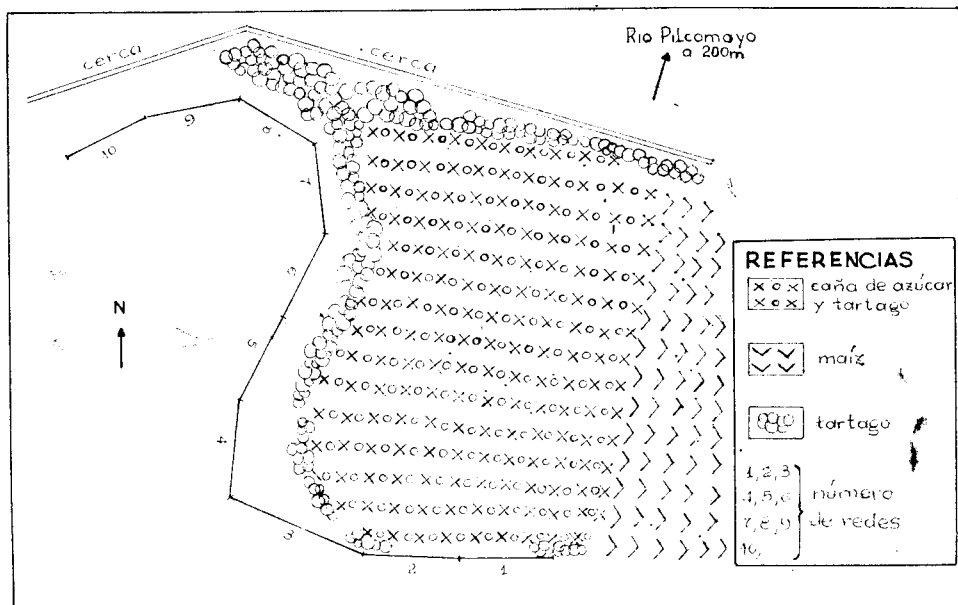 cerca
cerca
Rio PiLcomayo
a 200m
10
9
8
7
6
5
4
3
2
1
N
REFERENCIAS
caña de azúcar
y tartago
maíz
tartago
1,2,3
4,5,6
7,8,9
10,
número
de redes